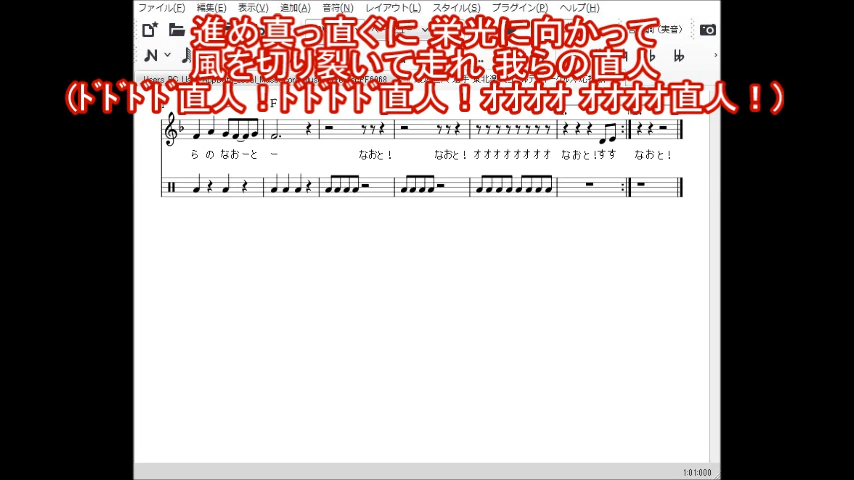 ファイル(F) 編集(E) 表示(V) 追加(A) 音符(N) レイアウト(L) スタイル(S) プラグイン(P) ヘルプ(H)
進め真っ直ぐに 栄光に向かって
風を切り裂いて走れ 我らの直人
(ﾄﾞﾄﾞﾄﾞﾄﾞ直人！ﾄﾞﾄﾞﾄﾞﾄﾞ直人！ｵｵｵｵ ｵｵｵｵ直人！)
F
ら の なおーと ー なお と！ なお と！ オオオオオオオオ なお と！すす なお と！
1:01:000